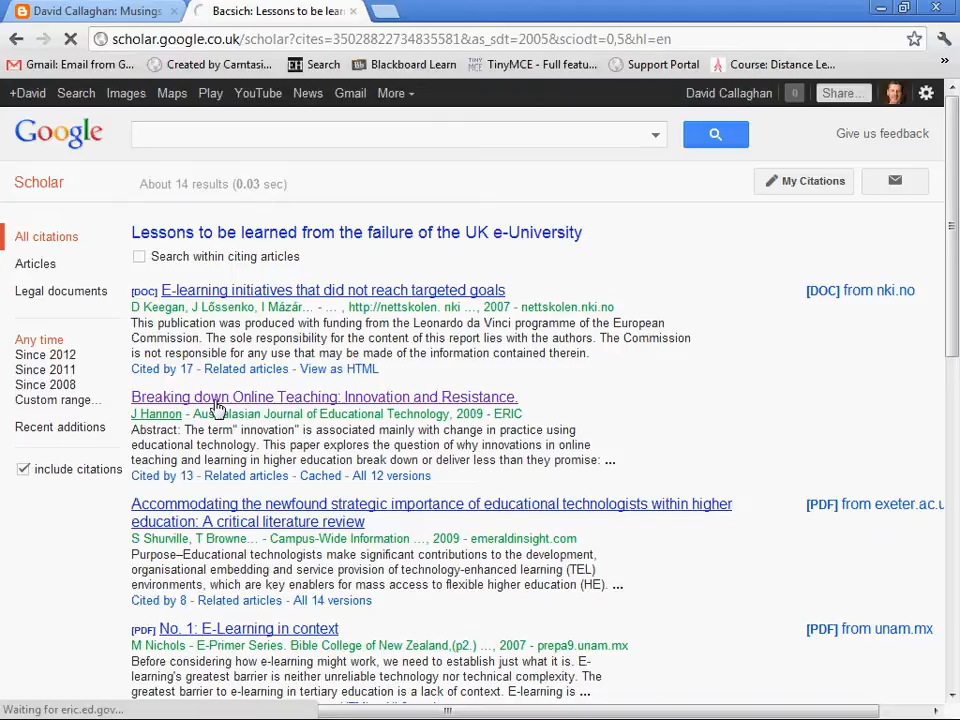 David Callaghan: Musings
Bacsich: Lessons to be lear
scholar.google.co.uk/scholar?cites=35028822734835581&as_sdt=2005&sciodt=0,5&hl=en
Gmail: Email from G... Created by Camtasi... EH Search Blackboard Learn TinyMCE - Full featu... Support Portal Course: Distance Le... »
+David Search Images Maps Play YouTube News Gmail More David Callaghan 0 Share...
Google Give us feedback
Scholar About 14 results (0.03 sec) My Citations
All citations
Articles
Legal documents
Any time
Since 2012
Since 2011
Since 2008
Custom range...
Recent additions
include citations
Lessons to be learned from the failure of the UK e-University
Search within citing articles
[DOC] E-learning initiatives that did not reach targeted goals [DOC] from nki.no
D Keegan, J Lőssenko, I Mázár... - ... , http://nettskolen. nki ..., 2007 - nettskolen.nki.no
This publication was produced with funding from the Leonardo da Vinci programme of the European
Commission. The sole responsibility for the content of this report lies with the authors. The Commission
is not responsible for any use that may be made of the information contained therein.
Cited by 17 - Related articles - View as HTML
Breaking down Online Teaching: Innovation and Resistance.
J Hannon - Australasian Journal of Educational Technology, 2009 - ERIC
Abstract: The term" innovation" is associated mainly with change in practice using
educational technology. This paper explores the question of why innovations in online
teaching and learning in higher education break down or deliver less than they promise: ...
Cited by 13 - Related articles - Cached - All 12 versions
Accommodating the newfound strategic importance of educational technologists within higher
education: A critical literature review
[PDF] from exeter.ac.u
S Shurville, T Browne... - Campus-Wide Information ..., 2009 - emeraldinsight.com
Purpose–Educational technologists make significant contributions to the development,
organisational embedding and service provision of technology-enhanced learning (TEL)
environments, which are key enablers for mass access to flexible higher education (HE). ...
Cited by 8 - Related articles - All 14 versions
[PDF] No. 1: E-Learning in context [PDF] from unam.mx
M Nichols - E-Primer Series. Bible College of New Zealand,(p2.) ..., 2007 - prepa9.unam.mx
Before considering how e-learning might work, we need to establish just what it is. E-
learning's greatest barrier is neither unreliable technology nor technical complexity. The
greatest barrier to e-learning in tertiary education is a lack of context. E-learning is ...
Waiting for eric.ed.gov...